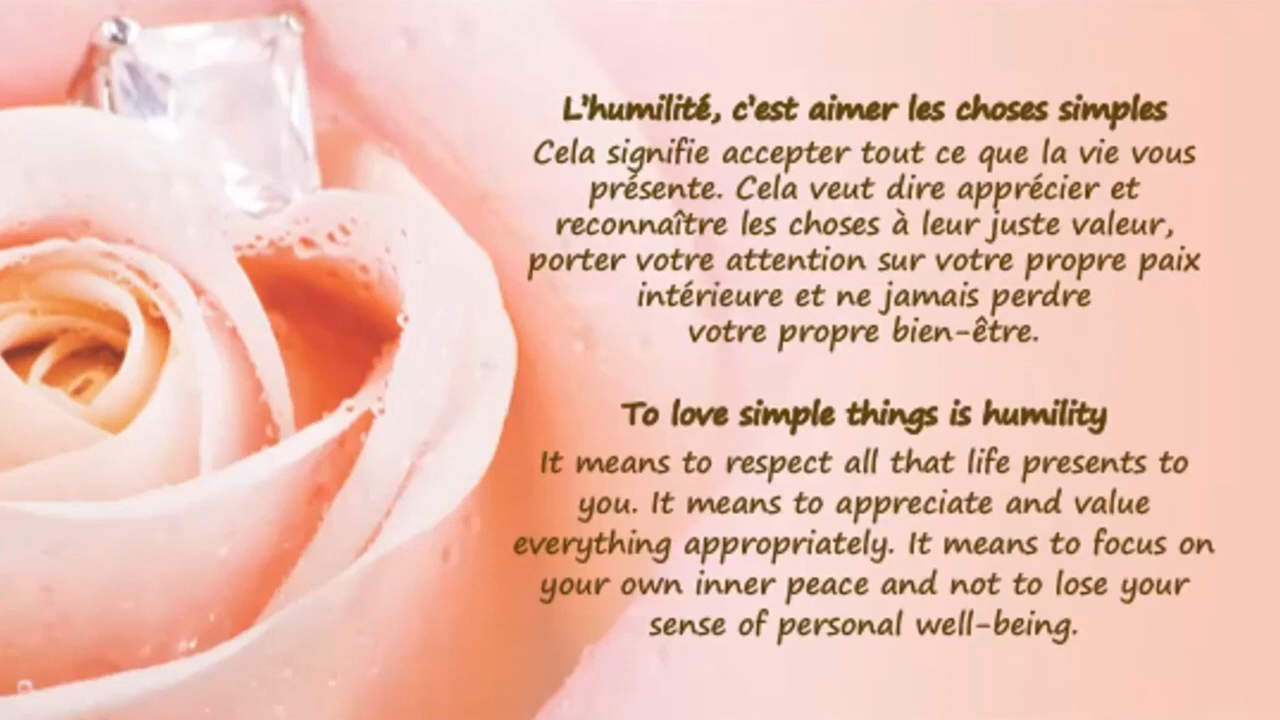 L'humilité, c'est aimer les choses simples
Cela signifie accepter tout ce que la vie vous
présente. Cela veut dire apprécier et
reconnaître les choses à leur juste valeur,
porter votre attention sur votre propre paix
intérieure et ne jamais perdre
votre propre bien-être.
To love simple things is humility
It means to respect all that life presents to
you. It means to appreciate and value
everything appropriately. It means to focus on
your own inner peace and not to lose your
sense of personal well-being.